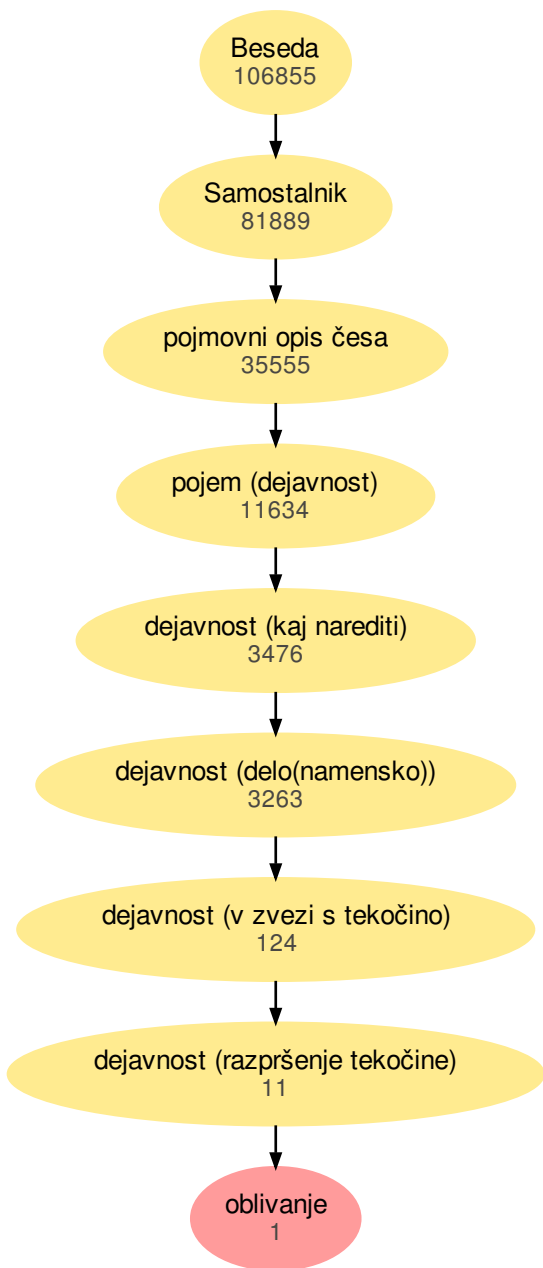 Beseda
106855
Samostalnik
81889
pojmovni opis česa
35555
pojem (dejavnost)
11634
dejavnost (kaj narediti)
3476
dejavnost (delo(namensko))
3263
dejavnost (v zvezi s tekočino)
124
dejavnost (razpršenje tekočine)
11
oblivanje
1